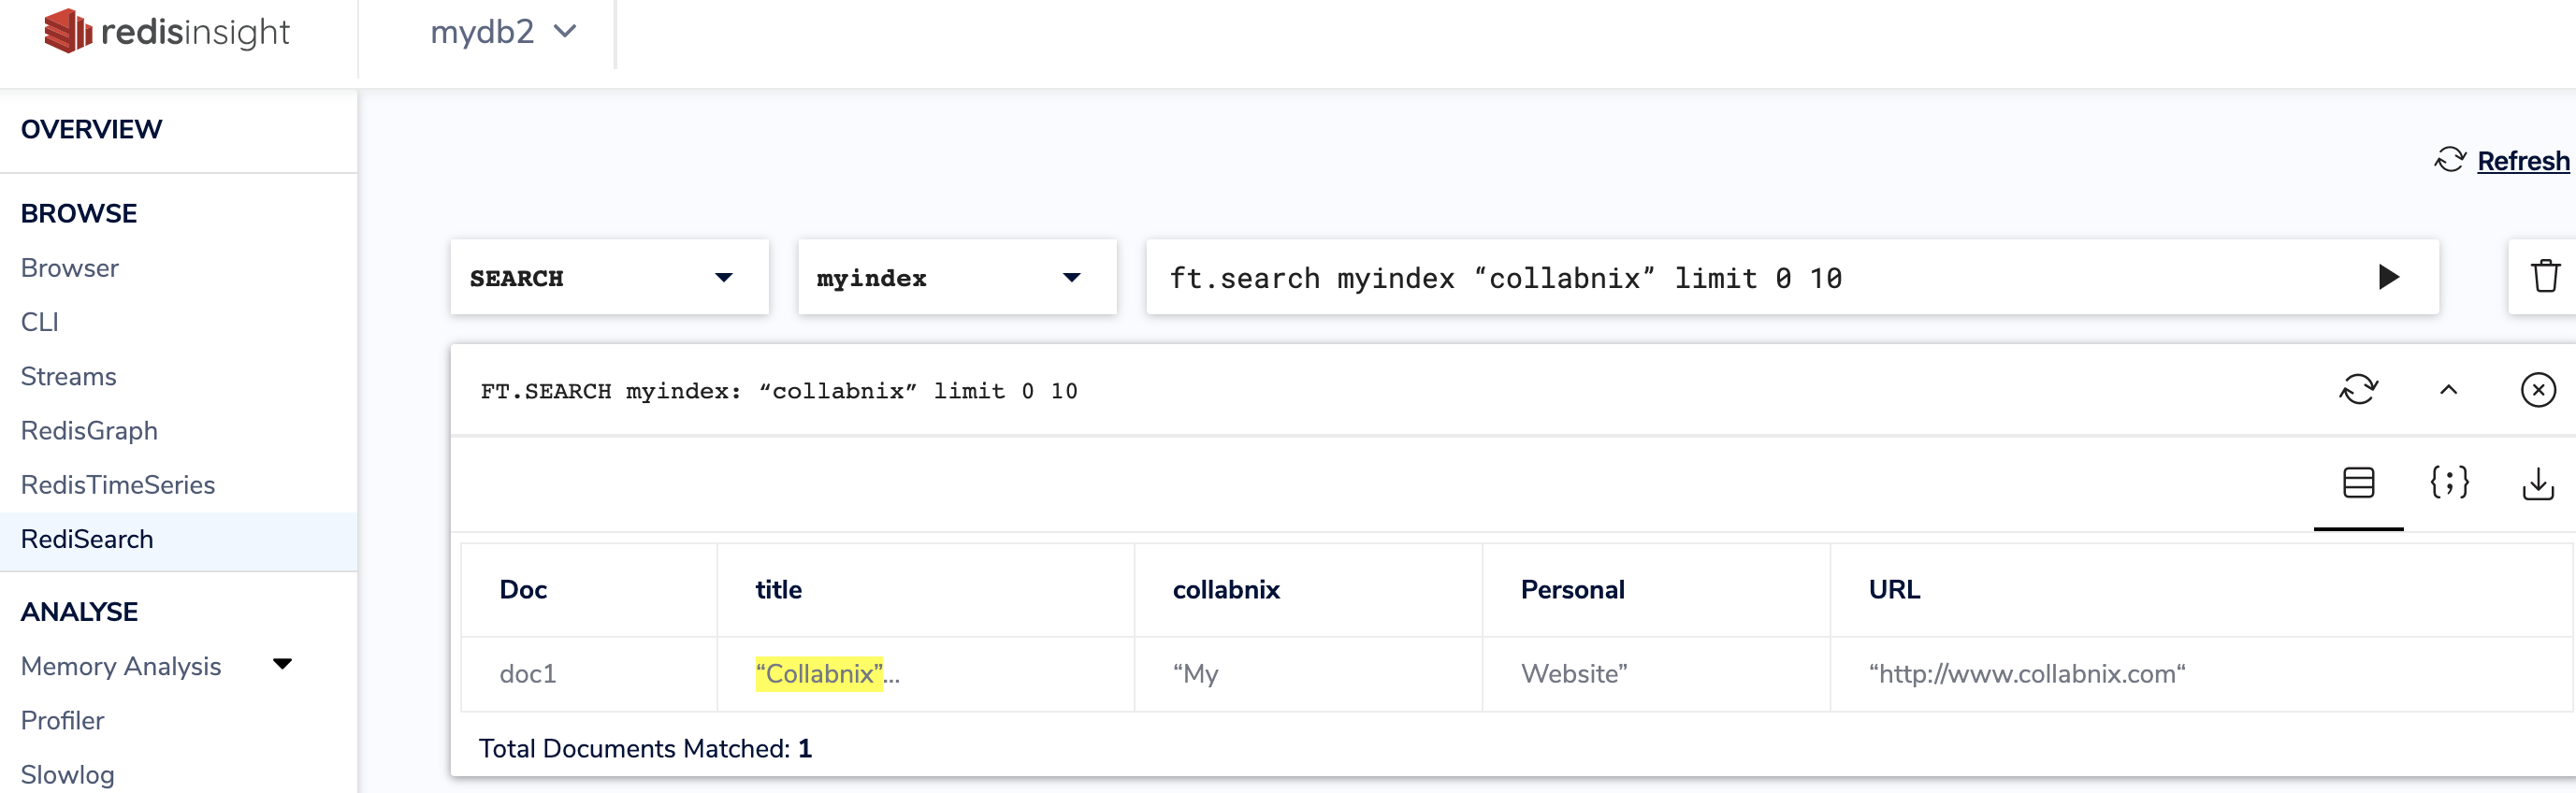 redisinsight mydb2
OVERVIEW
Refresh
BROWSE
Browser
CLI
Streams
RedisGraph
RedisTimeSeries
RediSearch
ANALYSE
Memory Analysis
Profiler
Slowlog
SEARCH myindex ft.search myindex “collabnix” limit 0 10
FT.SEARCH myindex: “collabnix” limit 0 10
{;}
Doc title collabnix Personal URL
doc1 “Collabnix”... “My Website” “http://www.collabnix.com“
Total Documents Matched: 1